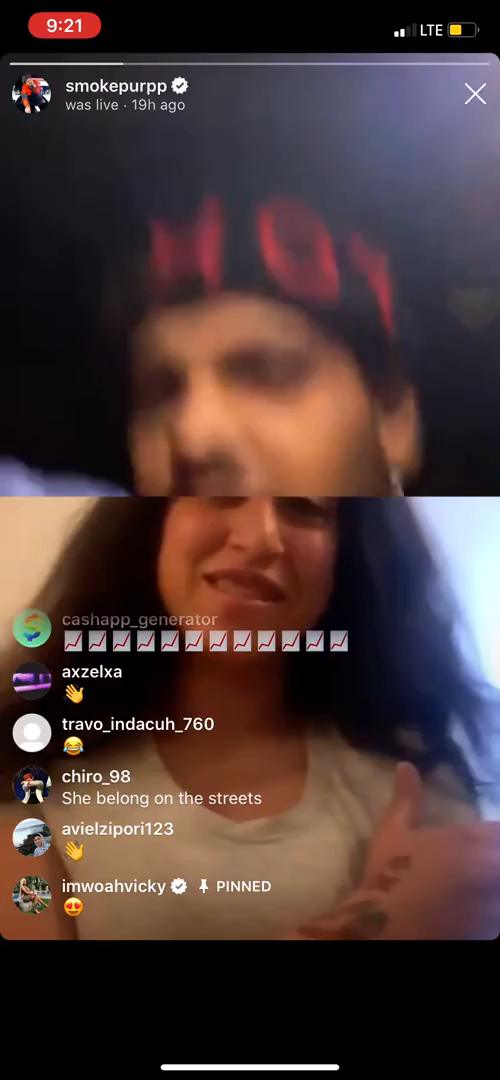 9:21
LTE
smokepurpp
was live · 19h ago
cashapp_generator
axzelxa
travo_indacuh_760
chiro_98
She belong on the streets
avielzipori123
imwoahvicky PINNED